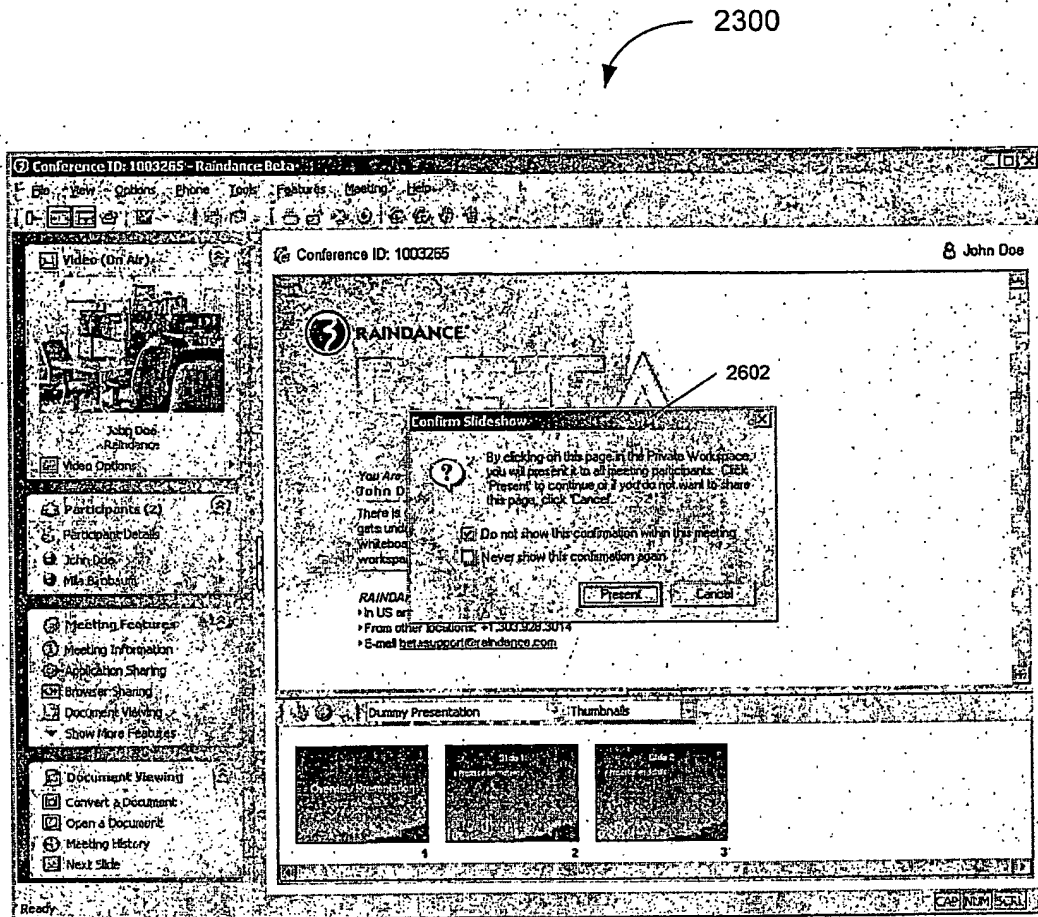 2300
Conference ID: 1003265 - Raindance Beta
File View Options Phone Tools Features Meeting Help
Video (On Air)
John Doe
Raindance
Video Options
Participants (2)
Participant Details
John Doe
Mila Birnbaum
Meeting Features
Meeting Information
Application Sharing
Browser Sharing
Document Viewing
Show More Features
Document Viewing
Convert a Document
Open a Document
Meeting History
Next Slide
Ready
Conference ID: 1003265
John Doe
RAINDANCE
2602
Confirm Slideshow
By clicking on this page in the Private Workspace,
you will present it to all meeting participants. Click
'Present' to continue or if you do not want to share
this page, click 'Cancel'.
Do not show this confirmation within this meeting
Never show this confirmation again
Present Cancel
You Are
John D
There is
gets und
whiteboa
workspa
RAINDA
In US an
From other locations: +1.303.928.3014
E-mail betasupport@raindance.com
Dummy Presentation Thumbnails
Overview Presentation
Slide 1
Slide 2
1 2 3
CAP NUM SCRL